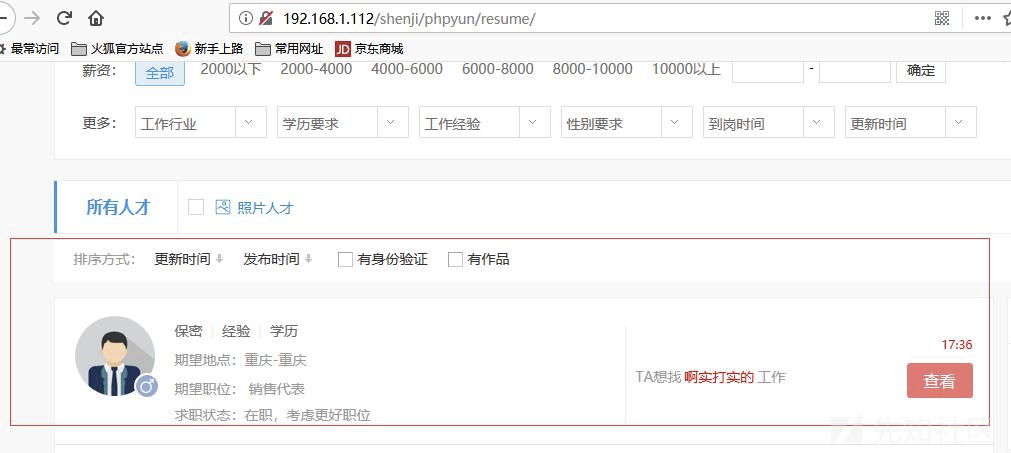 192.168.1.112/shenji/phpyun/resume/
最常访问 火狐官方站点 新手上路 常用网址 JD 京东商城
薪资: 全部 2000以下 2000-4000 4000-6000 6000-8000 8000-10000 10000以上 - 确定
更多: 工作行业 学历要求 工作经验 性别要求 到岗时间 更新时间
所有人才 照片人才
排序方式: 更新时间 发布时间 有身份验证 有作品
保密 经验 学历
17:36
期望地点: 重庆-重庆
TA想找 啊实打实的 工作 查看
期望职位: 销售代表
求职状态: 在职，考虑更好职位
先知社区